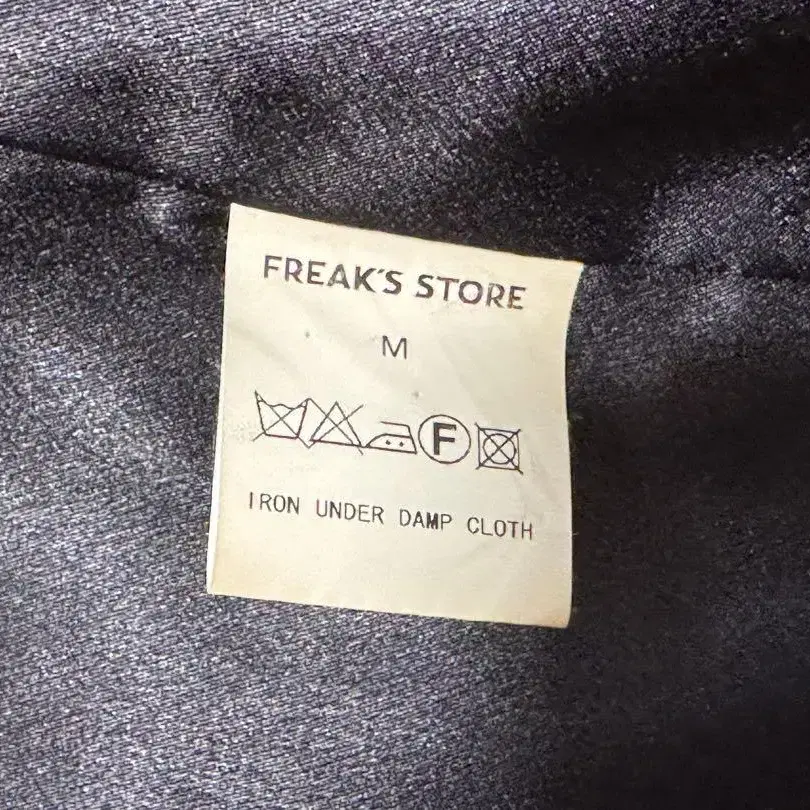 FREAK'S STORE
M
F
IRON UNDER DAMP CLOTH